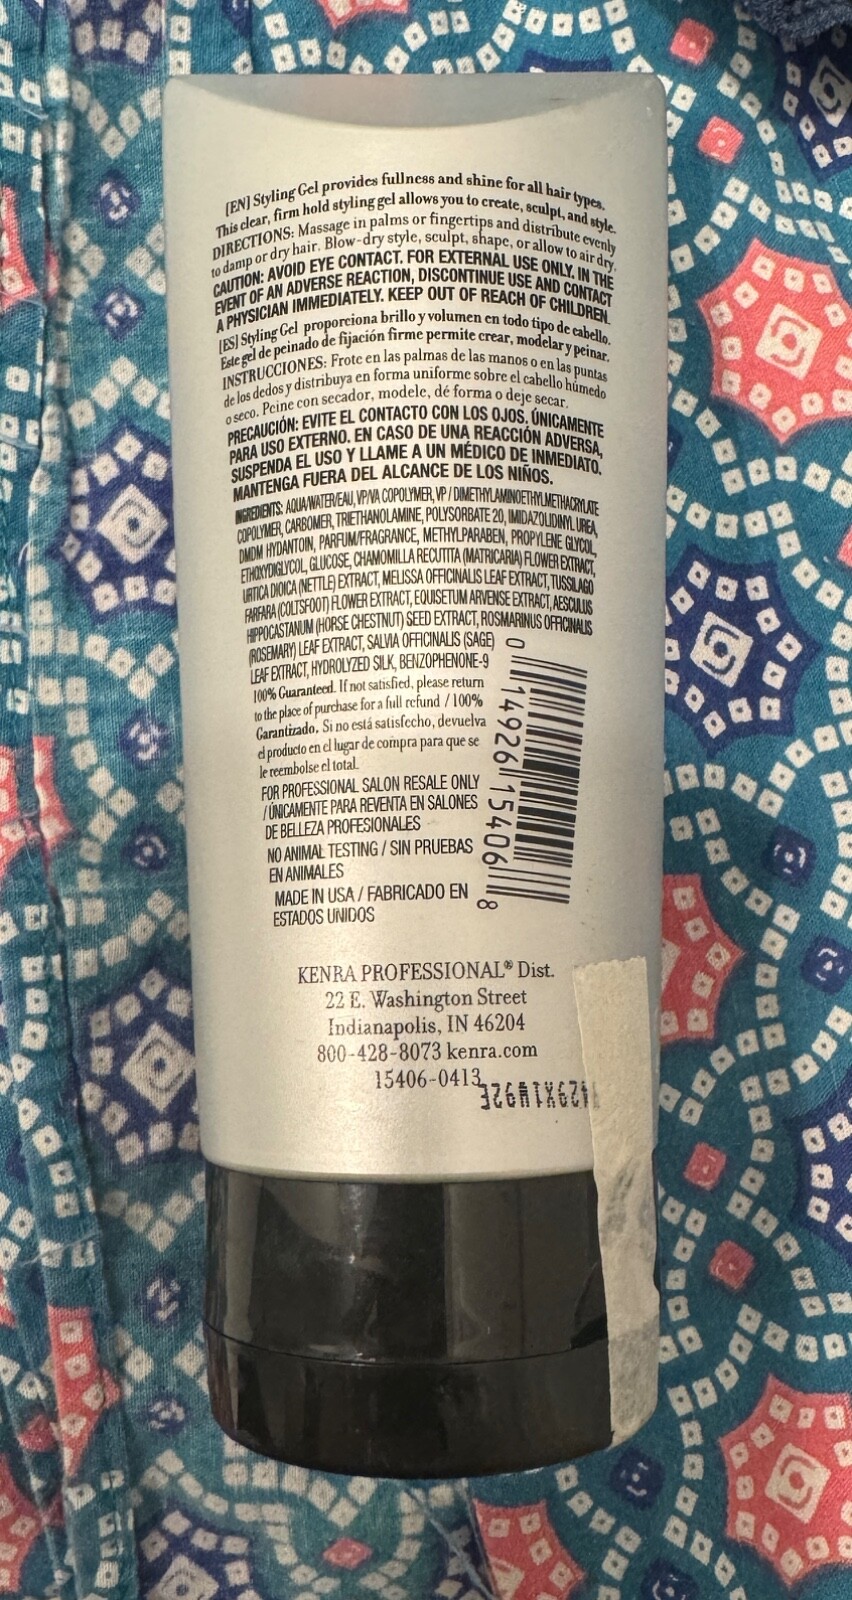 [EN] Styling Gel provides fullness and shine for all hair types.
This clear, firm hold styling gel allows you to create, sculpt, and style.
DIRECTIONS: Massage in palms or fingertips and distribute evenly
to damp or dry hair. Blow-dry style, sculpt, shape, or allow to air dry.
CAUTION: AVOID EYE CONTACT. FOR EXTERNAL USE ONLY. IN THE
EVENT OF AN ADVERSE REACTION, DISCONTINUE USE AND CONTACT
A PHYSICIAN IMMEDIATELY. KEEP OUT OF REACH OF CHILDREN.
[ES] Styling Gel proporciona brillo y volumen en todo tipo de cabello.
Este gel de peinado de fijación firme permite crear, modelar y peinar.
INSTRUCCIONES: Frote en las palmas de las manos o en las puntas
de los dedos y distribuya en forma uniforme sobre el cabello húmedo
o seco. Peine con secador, modele, dé forma o deje secar.
PRECAUCIÓN: EVITE EL CONTACTO CON LOS OJOS. ÚNICAMENTE
PARA USO EXTERNO. EN CASO DE UNA REACCIÓN ADVERSA,
SUSPENDA EL USO Y LLAME A UN MÉDICO DE INMEDIATO.
MANTENGA FUERA DEL ALCANCE DE LOS NIÑOS.
INGREDIENTS: AQUA/WATER/EAU, VP/VA COPOLYMER, VP / DIMETHYLAMINOETHYLMETHACRYLATE
COPOLYMER, CARBOMER, TRIETHANOLAMINE, POLYSORBATE 20, IMIDAZOLIDINYL UREA,
DMDM HYDANTOIN, PARFUM/FRAGRANCE, METHYLPARABEN, PROPYLENE GLYCOL,
ETHOXYDIGLYCOL, GLUCOSE, CHAMOMILLA RECUTITA (MATRICARIA) FLOWER EXTRACT,
URTICA DIOICA (NETTLE) EXTRACT, MELISSA OFFICINALIS LEAF EXTRACT, TUSSILAGO
FARFARA (COLTSFOOT) FLOWER EXTRACT, EQUISETUM ARVENSE EXTRACT, AESCULUS
HIPPOCASTANUM (HORSE CHESTNUT) SEED EXTRACT, ROSMARINUS OFFICINALIS
(ROSEMARY) LEAF EXTRACT, SALVIA OFFICINALIS (SAGE)
LEAF EXTRACT, HYDROLYZED SILK, BENZOPHENONE-9
100% Guaranteed. If not satisfied, please return
to the place of purchase for a full refund / 100%
Garantizado. Si no está satisfecho, devuelva
el producto en el lugar de compra para que se
le reembolse el total.
FOR PROFESSIONAL SALON RESALE ONLY
/ ÚNICAMENTE PARA REVENTA EN SALONES
DE BELLEZA PROFESIONALES
NO ANIMAL TESTING / SIN PRUEBAS
EN ANIMALES
MADE IN USA / FABRICADO EN
ESTADOS UNIDOS
0 14926 15406 8
KENRA PROFESSIONAL® Dist.
22 E. Washington Street
Indianapolis, IN 46204
800-428-8073 kenra.com
15406-0413